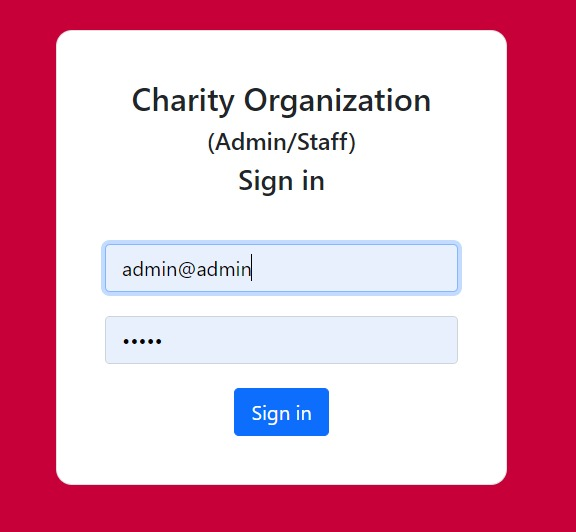 Charity Organization
(Admin/Staff)
Sign in
admin@admin
•••••
Sign in